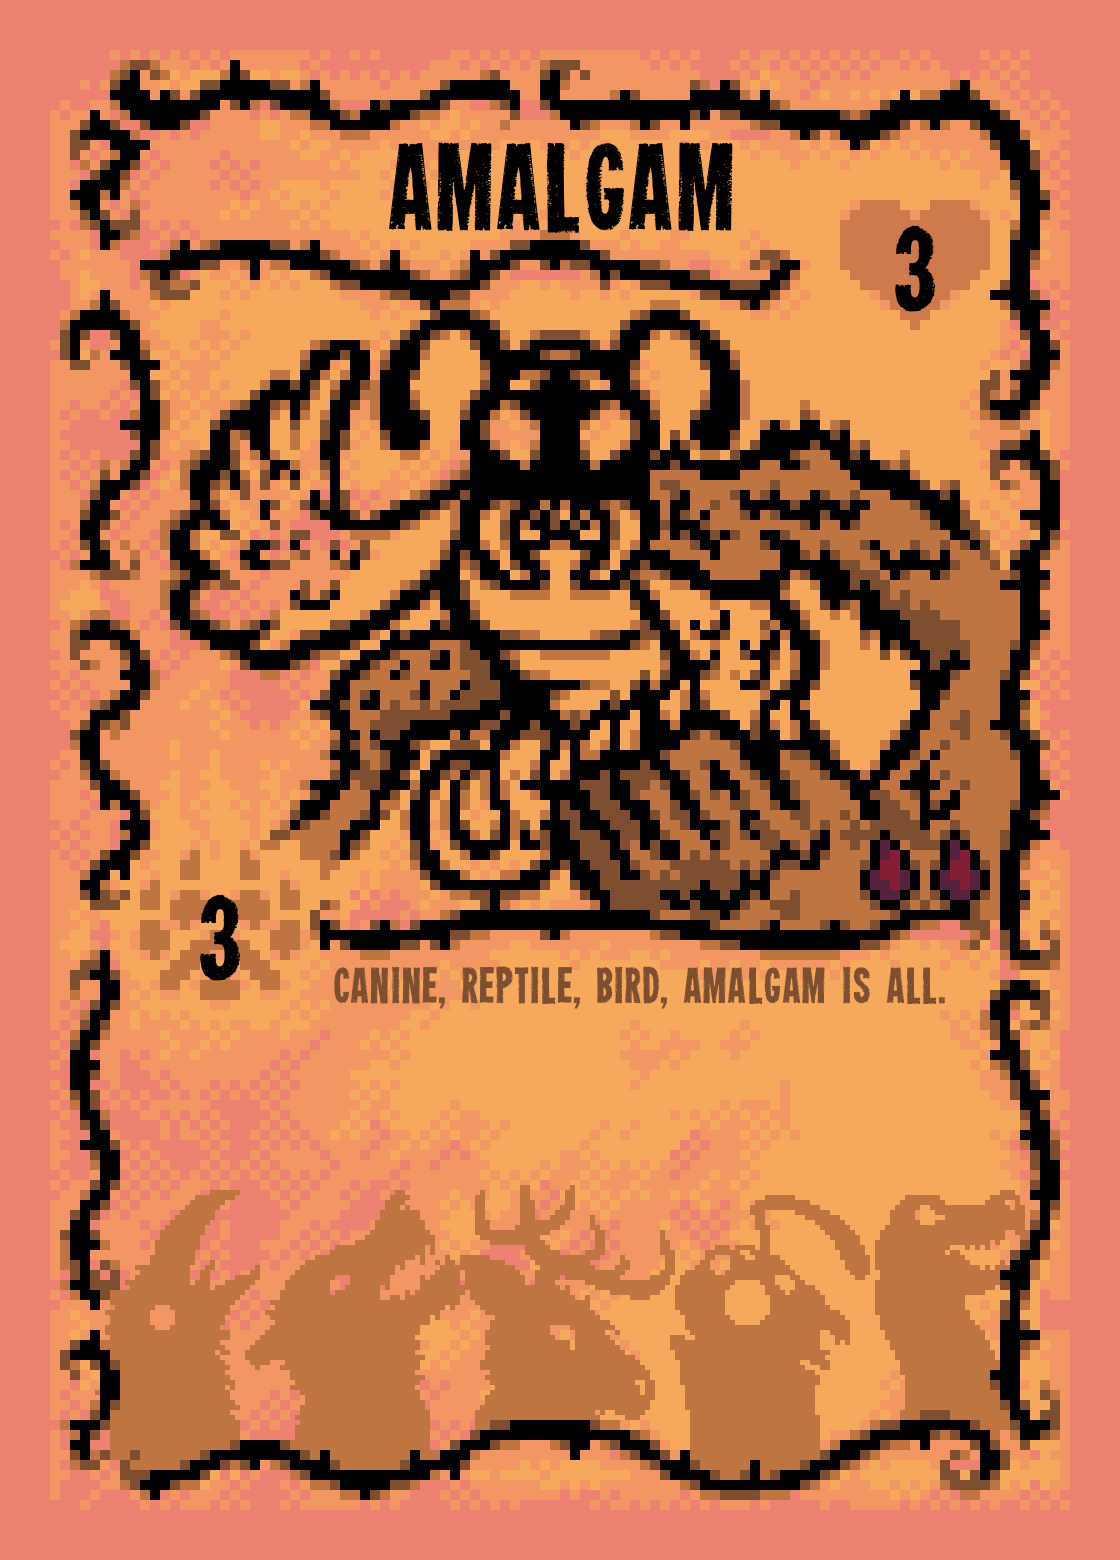 AMALGAM
3
3
CANINE, REPTILE, BIRD, AMALGAM IS ALL.